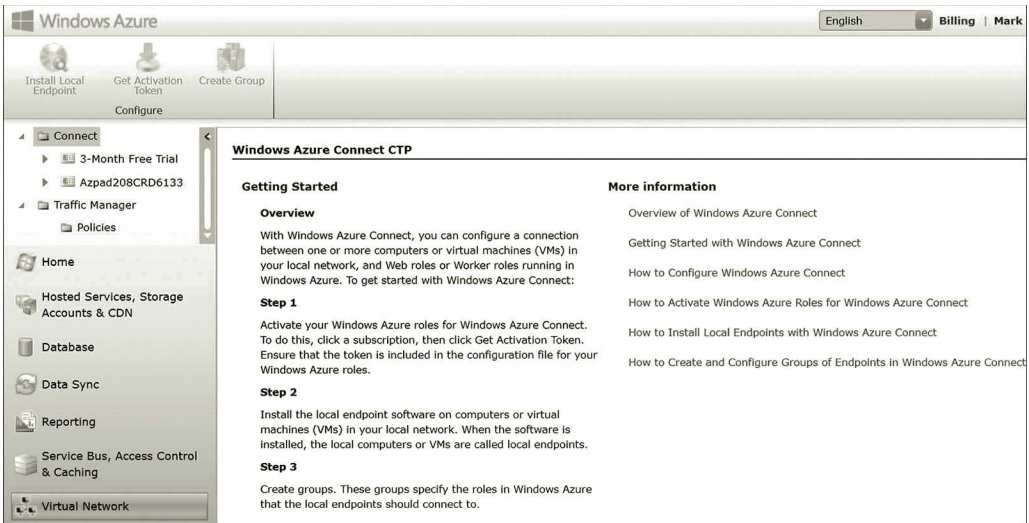 Windows Azure
English
Billing | Mark
Install Local
Endpoint
Get Activation
Token
Create Group
Configure
Connect
3-Month Free Trial
Azpad208CRD6133
Traffic Manager
Policies
Home
Hosted Services, Storage
Accounts & CDN
Database
Data Sync
Reporting
Service Bus, Access Control
& Caching
Virtual Network
Windows Azure Connect CTP
Getting Started
Overview
With Windows Azure Connect, you can configure a connection
between one or more computers or virtual machines (VMs) in
your local network, and Web roles or Worker roles running in
Windows Azure. To get started with Windows Azure Connect:
Step 1
Activate your Windows Azure roles for Windows Azure Connect.
To do this, click a subscription, then click Get Activation Token.
Ensure that the token is included in the configuration file for your
Windows Azure roles.
Step 2
Install the local endpoint software on computers or virtual
machines (VMs) in your local network. When the software is
installed, the local computers or VMs are called local endpoints.
Step 3
Create groups. These groups specify the roles in Windows Azure
that the local endpoints should connect to.
More information
Overview of Windows Azure Connect
Getting Started with Windows Azure Connect
How to Configure Windows Azure Connect
How to Activate Windows Azure Roles for Windows Azure Connect
How to Install Local Endpoints with Windows Azure Connect
How to Create and Configure Groups of Endpoints in Windows Azure Connect